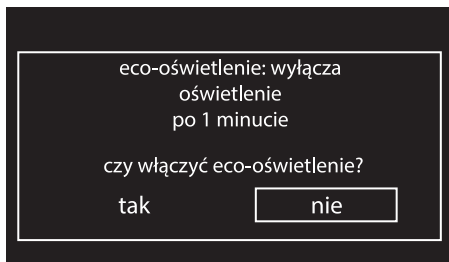 eco-oświetlenie: wyłącza
oświetlenie
po 1 minucie
czy włączyć eco-oświetlenie?
tak nie